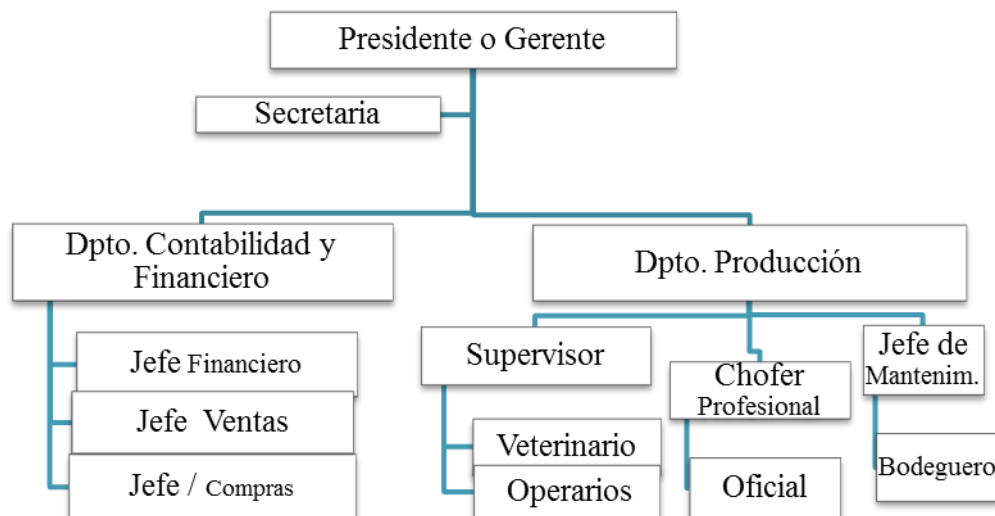 Presidente o Gerente
Secretaria
Dpto. Contabilidad y
Financiero
Dpto. Producción
Jefe Financiero
Jefe Ventas
Jefe / Compras
Supervisor
Veterinario
Operarios
Chofer
Profesional
Oficial
Jefe de
Mantenim.
Bodeguero